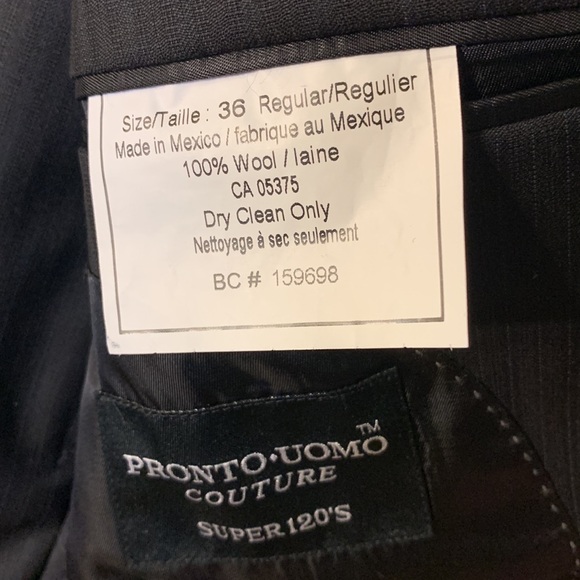 Size/Taille : 36 Regular/Regulier
Made in Mexico / fabrique au Mexique
100% Wool / laine
CA 05375
Dry Clean Only
Nettoyage à sec seulement
BC # 159698
PRONTO·UOMO™
COUTURE
SUPER 120'S